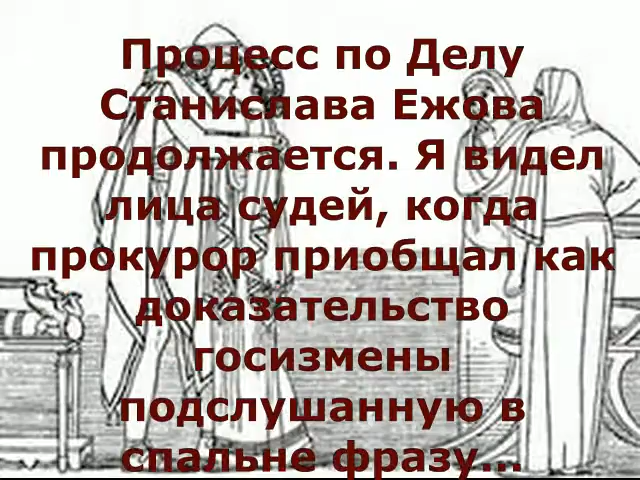 Процесс по Делу
Станислава Ежова
продолжается. Я видел
лица судей, когда
прокурор приобщал как
доказательство
госизмены
подслушанную в
спальне фразу...